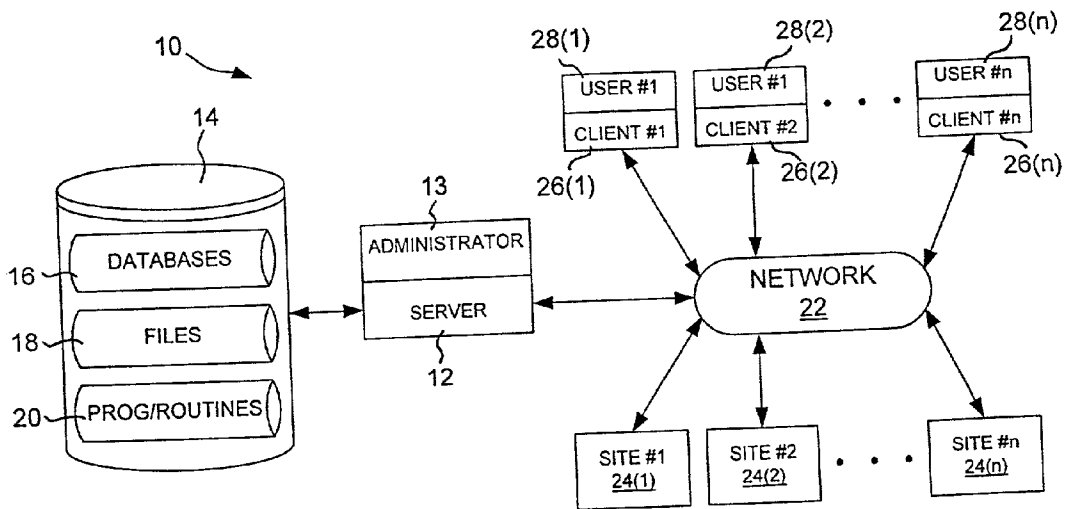 10
14
16
DATABASES
18
FILES
20
PROG/ROUTINES
13
ADMINISTRATOR
SERVER
12
28(1)
USER #1
CLIENT #1
26(1)
28(2)
USER #1
CLIENT #2
26(2)
28(n)
USER #n
CLIENT #n
26(n)
NETWORK
22
SITE #1
24(1)
SITE #2
24(2)
SITE #n
24(n)